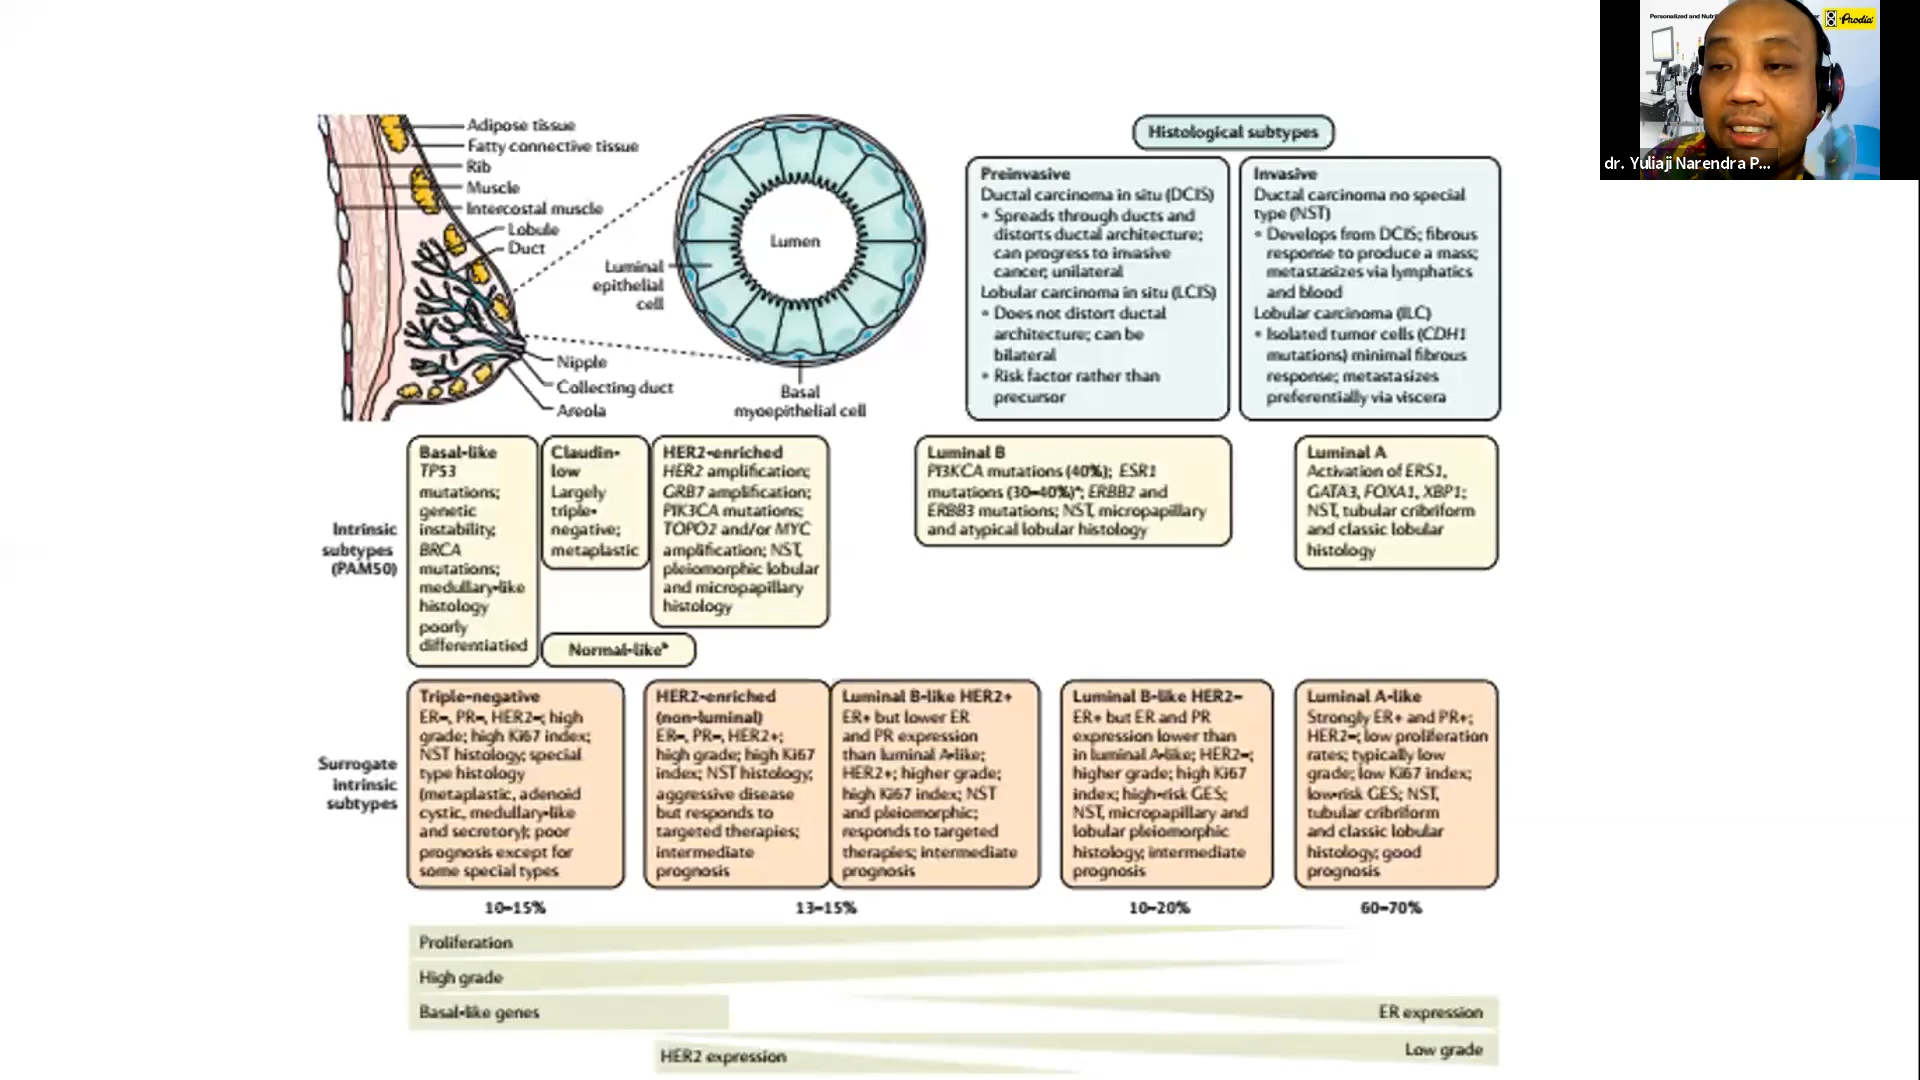 Personalized and Nutri
Prodia
dr. Yuliaji Narendra P...
Adipose tissue
Fatty connective tissue
Rib
Muscle
Intercostal muscle
Lobule
Duct
Nipple
Collecting duct
Areola
Lumen
Luminal
epithelial
cell
Basal
myoepithelial cell
Histological subtypes
Preinvasive
Ductal carcinoma in situ (DCIS)
• Spreads through ducts and
distorts ductal architecture;
can progress to invasive
cancer; unilateral
Lobular carcinoma in situ (LCIS)
• Does not distort ductal
architecture; can be
bilateral
• Risk factor rather than
precursor
Invasive
Ductal carcinoma no special
type (NST)
• Develops from DCIS; fibrous
response to produce a mass;
metastasizes via lymphatics
and blood
Lobular carcinoma (ILC)
• Isolated tumor cells (CDH1
mutations) minimal fibrous
response; metastasizes
preferentially via viscera
Intrinsic
subtypes
(PAM50)
Basal-like
TP53
mutations;
genetic
instability;
BRCA
mutations;
medullary-like
histology
poorly
differentiatied
Claudin-
low
Largely
triple-
negative;
metaplastic
Normal-like*
HER2-enriched
HER2 amplification;
GRB7 amplification;
PIK3CA mutations;
TOPO2 and/or MYC
amplification; NST,
pleiomorphic lobular
and micropapillary
histology
Luminal B
PI3KCA mutations (40%); ESR1
mutations (30–40%)*; ERBB2 and
ERBB3 mutations; NST, micropapillary
and atypical lobular histology
Luminal A
Activation of ERS1,
GATA3, FOXA1, XBP1;
NST, tubular cribriform
and classic lobular
histology
Surrogate
intrinsic
subtypes
Triple-negative
ER–, PR–, HER2–; high
grade; high Ki67 index;
NST histology; special
type histology
(metaplastic, adenoid
cystic, medullary-like
and secretory); poor
prognosis except for
some special types
HER2-enriched
(non-luminal)
ER–, PR–, HER2+;
high grade; high Ki67
index; NST histology;
aggressive disease
but responds to
targeted therapies;
intermediate
prognosis
Luminal B-like HER2+
ER+ but lower ER
and PR expression
than luminal A-like;
HER2+; higher grade;
high Ki67 index; NST
and pleiomorphic;
responds to targeted
therapies; intermediate
prognosis
Luminal B-like HER2–
ER+ but ER and PR
expression lower than
in luminal A-like; HER2–;
higher grade; high Ki67
index; high-risk GES;
NST, micropapillary and
lobular pleiomorphic
histology; intermediate
prognosis
Luminal A-like
Strongly ER+ and PR+;
HER2–; low proliferation
rates; typically low
grade; low Ki67 index;
low-risk GES; NST,
tubular cribriform
and classic lobular
histology; good
prognosis
10–15%
13–15%
10–20%
60–70%
Proliferation
High grade
Basal-like genes
ER expression
HER2 expression
Low grade